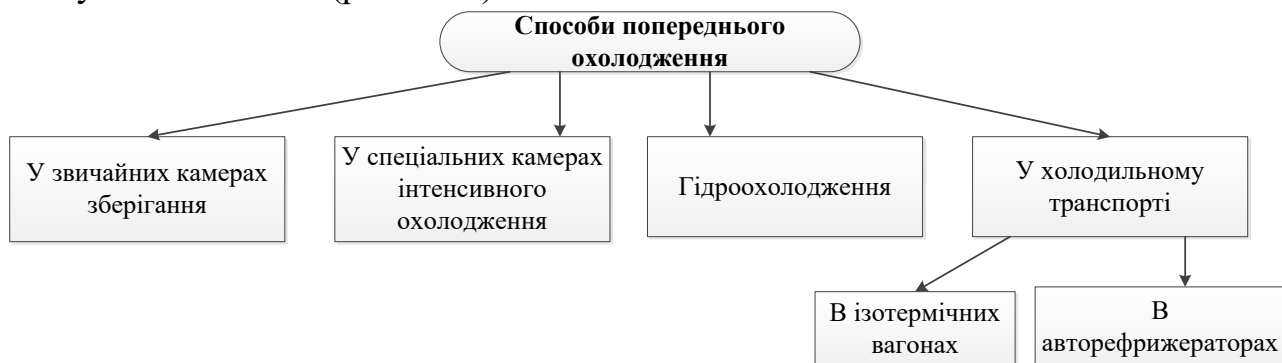 Способи попереднього
охолодження
У звичайних камерах
зберігання
У спеціальних камерах
інтенсивного
охолодження
Гідроохолодження
У холодильному
транспорті
В ізотермічних
вагонах
В
авторефрижераторах